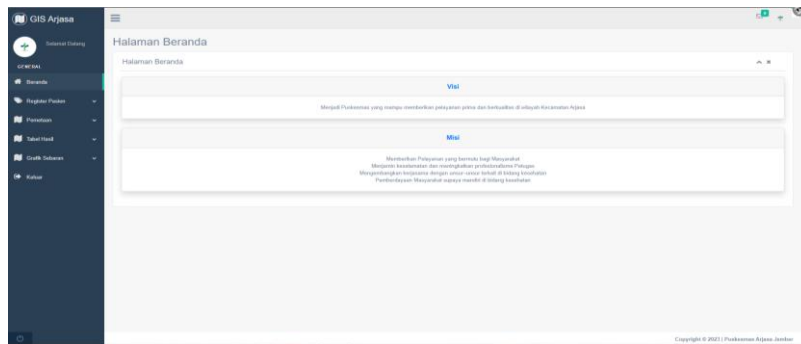 GIS Arjasa
Selamat Datang
GENERAL
Beranda
Register Pasien
Pemetaan
Tabel Hasil
Grafik Sebaran
Keluar
Halaman Beranda
Halaman Beranda
Visi
Menjadi Puskesmas yang mampu memberikan pelayanan prima dan berkualitas di wilayah Kecamatan Arjasa
Misi
Memberikan Pelayanan yang bermutu bagi Masyarakat
Menjamin keselamatan dan meningkatkan profesionalisme Petugas
Mengembangkan kerjasama dengan unsur-unsur terkait di bidang kesehatan
Pemberdayaan Masyarakat supaya mandiri di bidang kesehatan
Copyright © 2023 | Puskesmas Arjasa Jember